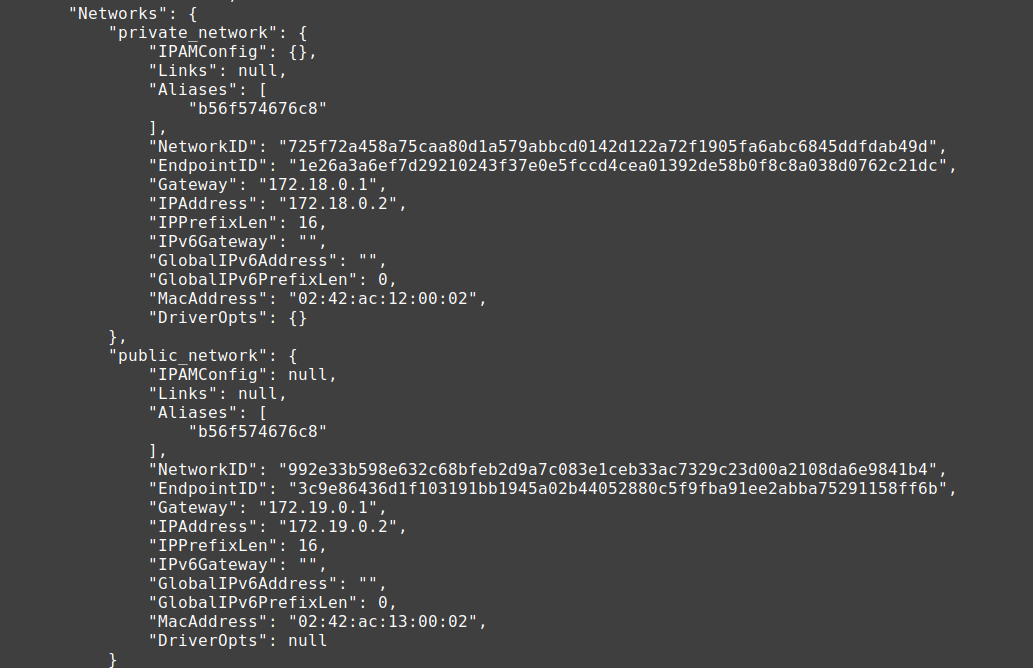 "Networks": {
"private_network": {
"IPAMConfig": {},
"Links": null,
"Aliases": [
"b56f574676c8"
],
"NetworkID": "725f72a458a75caa80d1a579abbcd0142d122a72f1905fa6abc6845ddfdab49d",
"EndpointID": "1e26a3a6ef7d29210243f37e0e5fccd4cea01392de58b0f8c8a038d0762c21dc",
"Gateway": "172.18.0.1",
"IPAddress": "172.18.0.2",
"IPPrefixLen": 16,
"IPv6Gateway": "",
"GlobalIPv6Address": "",
"GlobalIPv6PrefixLen": 0,
"MacAddress": "02:42:ac:12:00:02",
"DriverOpts": {}
},
"public_network": {
"IPAMConfig": null,
"Links": null,
"Aliases": [
"b56f574676c8"
],
"NetworkID": "992e33b598e632c68bfeb2d9a7c083e1ceb33ac7329c23d00a2108da6e9841b4",
"EndpointID": "3c9e86436d1f103191bb1945a02b44052880c5f9fba91ee2abba75291158ff6b",
"Gateway": "172.19.0.1",
"IPAddress": "172.19.0.2",
"IPPrefixLen": 16,
"IPv6Gateway": "",
"GlobalIPv6Address": "",
"GlobalIPv6PrefixLen": 0,
"MacAddress": "02:42:ac:13:00:02",
"DriverOpts": null
}